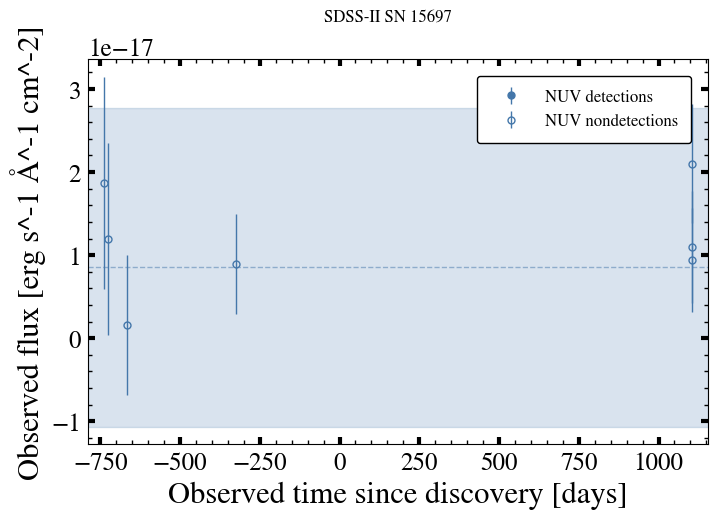 SDSS-II SN 15697
1e−17
NUV detections
NUV nondetections
3
2
1
0
−1
Observed flux [erg s^-1 Å^-1 cm^-2]
−750 −500 −250 0 250 500 750 1000
Observed time since discovery [days]